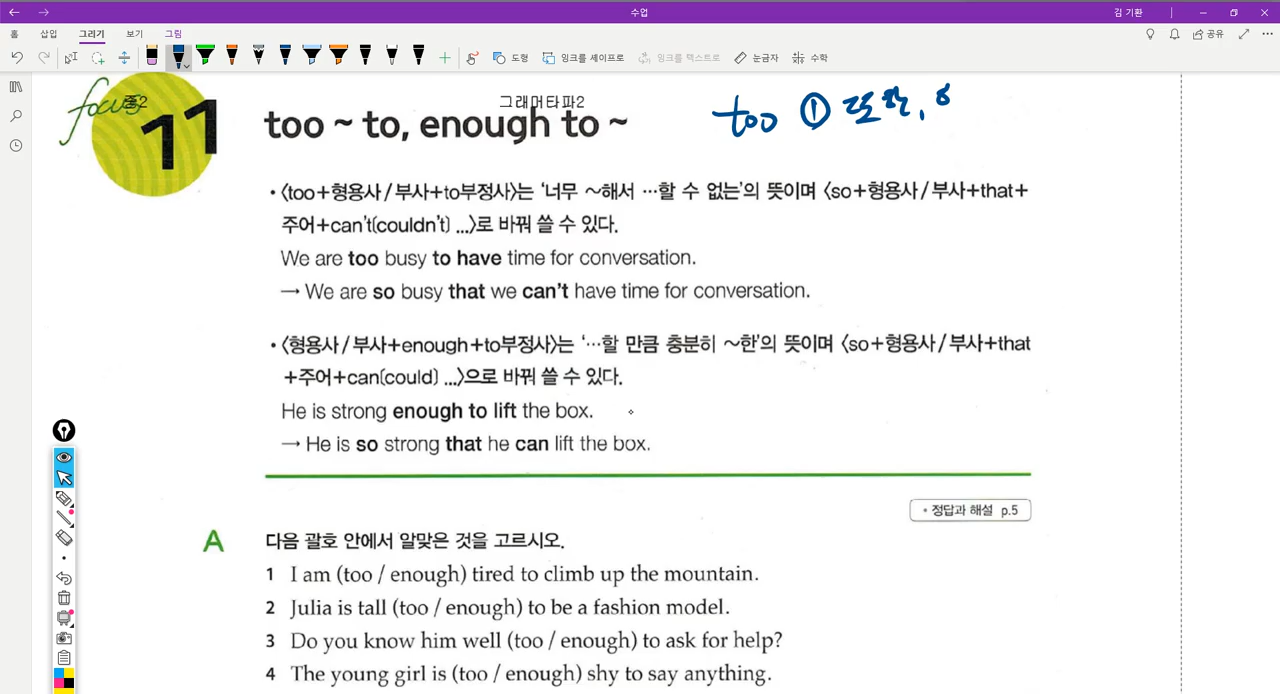 수업
김 기환
홈 삽입 그리기 보기 그림
공유
도형 잉크를 셰이프로 잉크를 텍스트로 눈금자 수학
focus
중2
11
그래머타파2
too ~ to, enough to ~
too ① 또한,
• 〈too+형용사/부사+to부정사〉는 '너무 ~해서 …할 수 없는'의 뜻이며 〈so+형용사/부사+that+
주어+can't(couldn't) …〉로 바꿔 쓸 수 있다.
We are too busy to have time for conversation.
→ We are so busy that we can't have time for conversation.
• 〈형용사/부사+enough+to부정사〉는 '…할 만큼 충분히 ~한'의 뜻이며 〈so+형용사/부사+that
+주어+can(could) …〉으로 바꿔 쓸 수 있다.
He is strong enough to lift the box.
→ He is so strong that he can lift the box.
• 정답과 해설 p.5
A 다음 괄호 안에서 알맞은 것을 고르시오.
1 I am (too / enough) tired to climb up the mountain.
2 Julia is tall (too / enough) to be a fashion model.
3 Do you know him well (too / enough) to ask for help?
4 The young girl is (too / enough) shy to say anything.